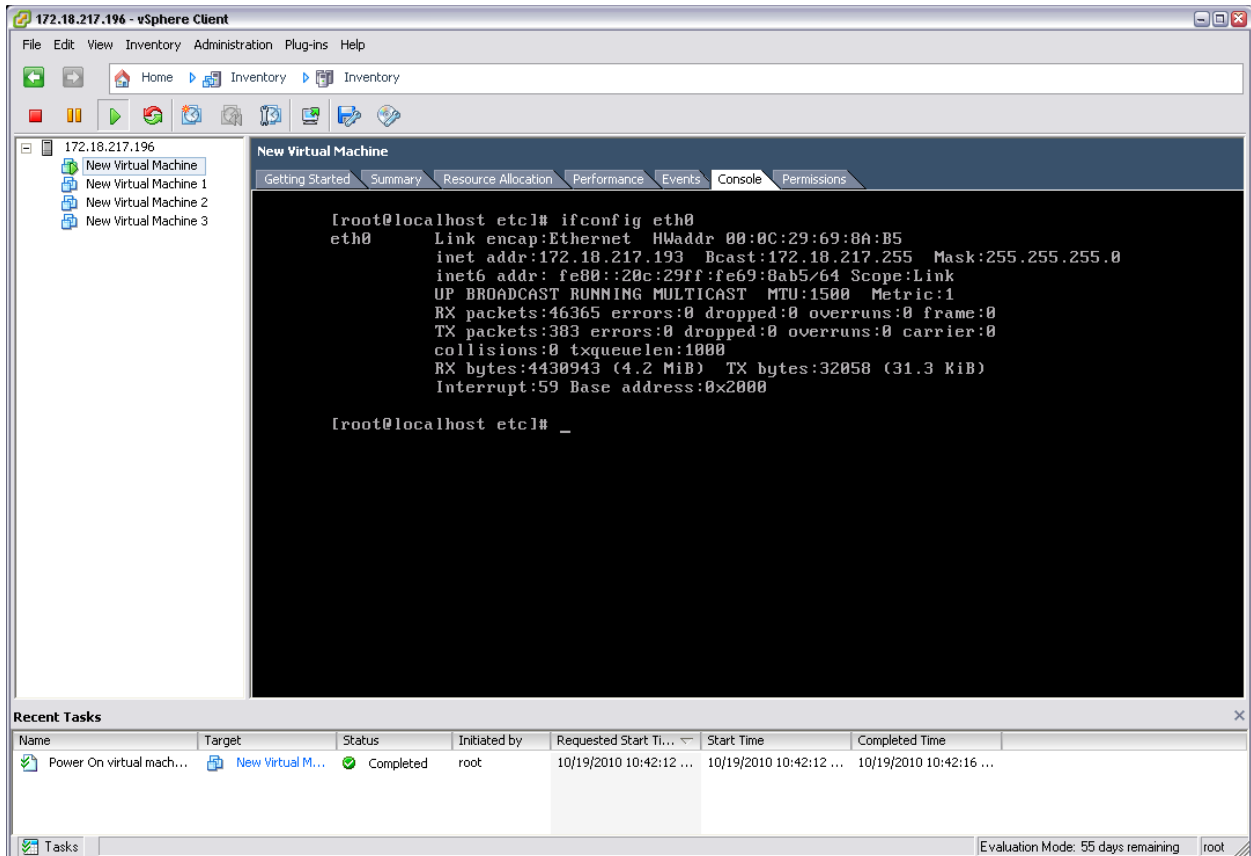 172.18.217.196 - vSphere Client
File Edit View Inventory Administration Plug-ins Help
Home Inventory Inventory
172.18.217.196
New Virtual Machine
New Virtual Machine 1
New Virtual Machine 2
New Virtual Machine 3
New Virtual Machine
Getting Started Summary Resource Allocation Performance Events Console Permissions
[root@localhost etc]# ifconfig eth0
eth0 Link encap:Ethernet HWaddr 00:0C:29:69:8A:B5
inet addr:172.18.217.193 Bcast:172.18.217.255 Mask:255.255.255.0
inet6 addr: fe80::20c:29ff:fe69:8ab5/64 Scope:Link
UP BROADCAST RUNNING MULTICAST MTU:1500 Metric:1
RX packets:46365 errors:0 dropped:0 overruns:0 frame:0
TX packets:383 errors:0 dropped:0 overruns:0 carrier:0
collisions:0 txqueuelen:1000
RX bytes:4430943 (4.2 MiB) TX bytes:32058 (31.3 KiB)
Interrupt:59 Base address:0x2000
[root@localhost etc]# _
Recent Tasks
Name Target Status Initiated by Requested Start Ti... Start Time Completed Time
Power On virtual mach... New Virtual M... Completed root 10/19/2010 10:42:12 ... 10/19/2010 10:42:12 ... 10/19/2010 10:42:16 ...
Tasks Evaluation Mode: 55 days remaining root